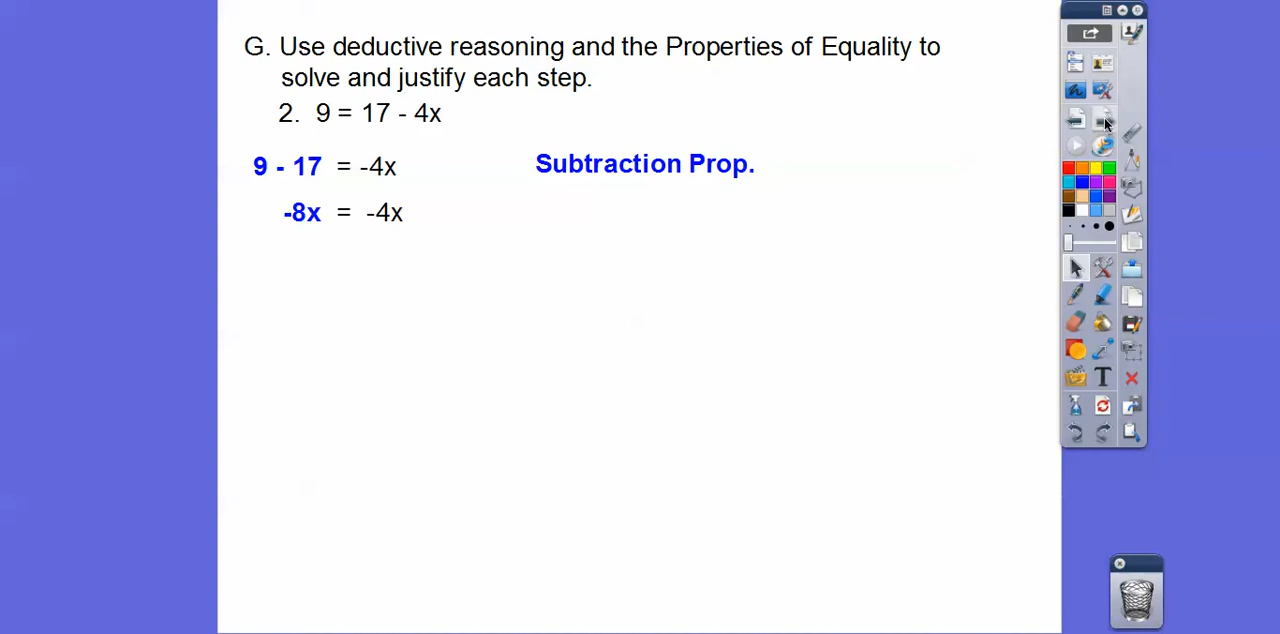 G. Use deductive reasoning and the Properties of Equality to
solve and justify each step.
2. 9 = 17 - 4x
9 - 17 = -4x Subtraction Prop.
-8x = -4x